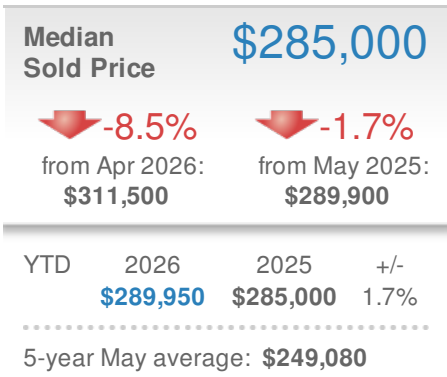 Median
Sold Price
$285,000
-8.5%
from Apr 2026:
$311,500
-1.7%
from May 2025:
$289,900
YTD 2026 2025 +/-
$289,950 $285,000 1.7%
5-year May average: $249,080